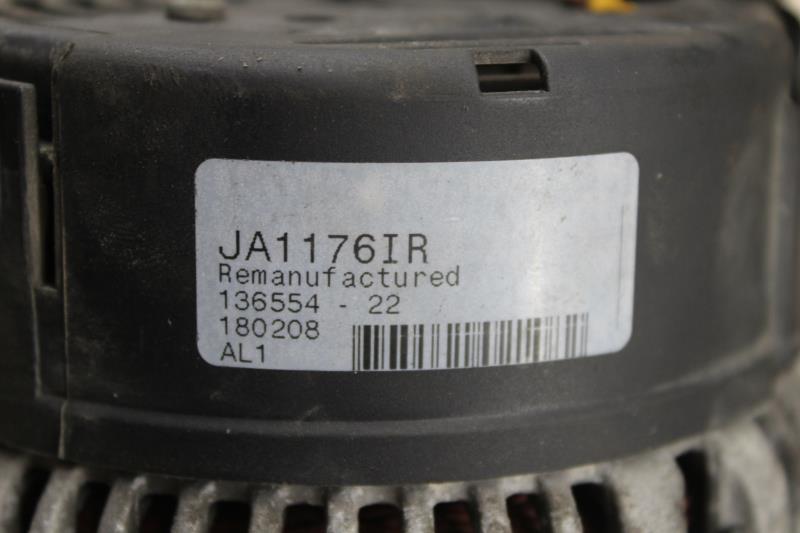 JA1176IR
Remanufactured
136554 - 22
180208
AL1